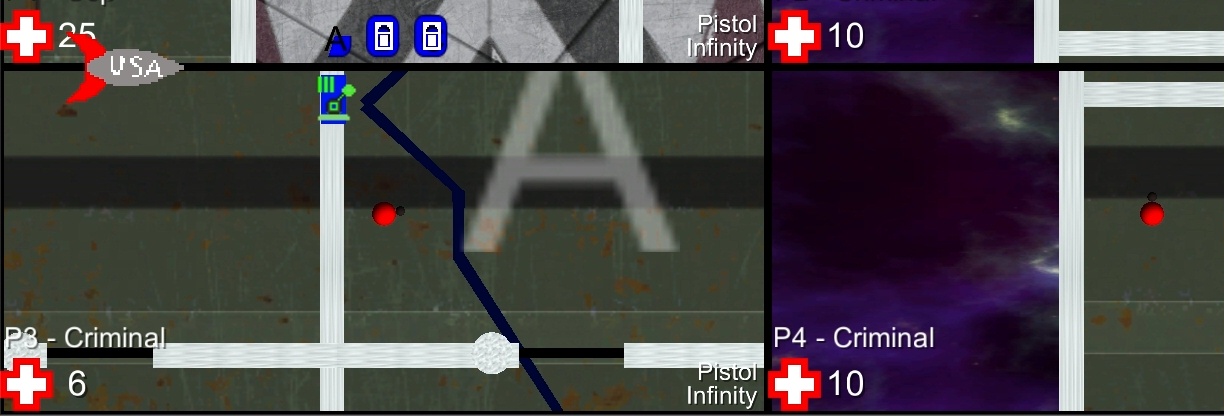 25
USA
A
Pistol
Infinity
10
A
P3 - Criminal
6
Pistol
Infinity
P4 - Criminal
10